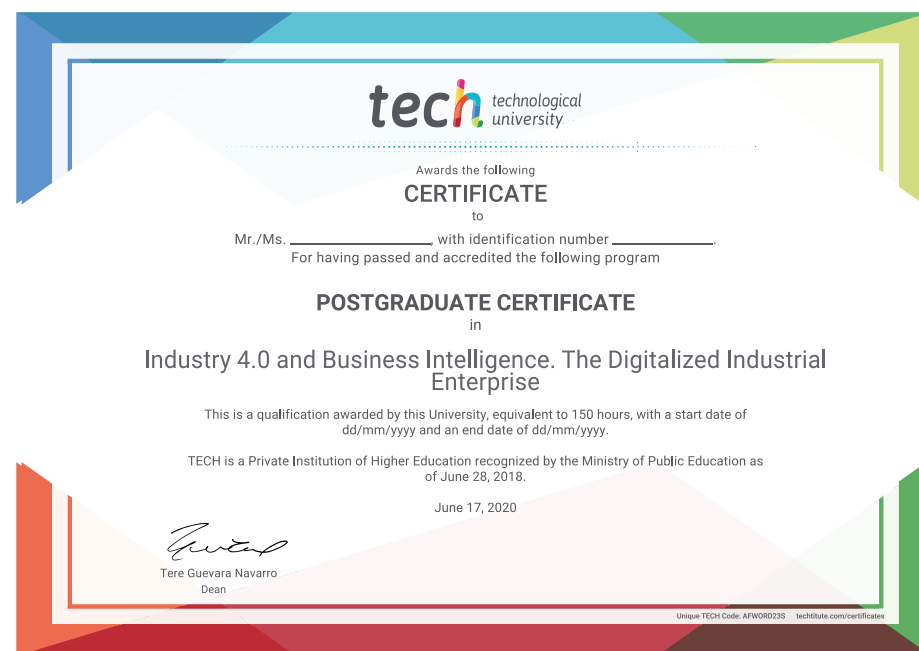 tech technological
university
Awards the following
CERTIFICATE
to
Mr./Ms. ____________________, with identification number ______________.
For having passed and accredited the following program
POSTGRADUATE CERTIFICATE
in
Industry 4.0 and Business Intelligence. The Digitalized Industrial
Enterprise
This is a qualification awarded by this University, equivalent to 150 hours, with a start date of
dd/mm/yyyy and an end date of dd/mm/yyyy.
TECH is a Private Institution of Higher Education recognized by the Ministry of Public Education as
of June 28, 2018.
June 17, 2020
Tere Guevara Navarro
Dean
Unique TECH Code: AFWORD23S techtitute.com/certificates